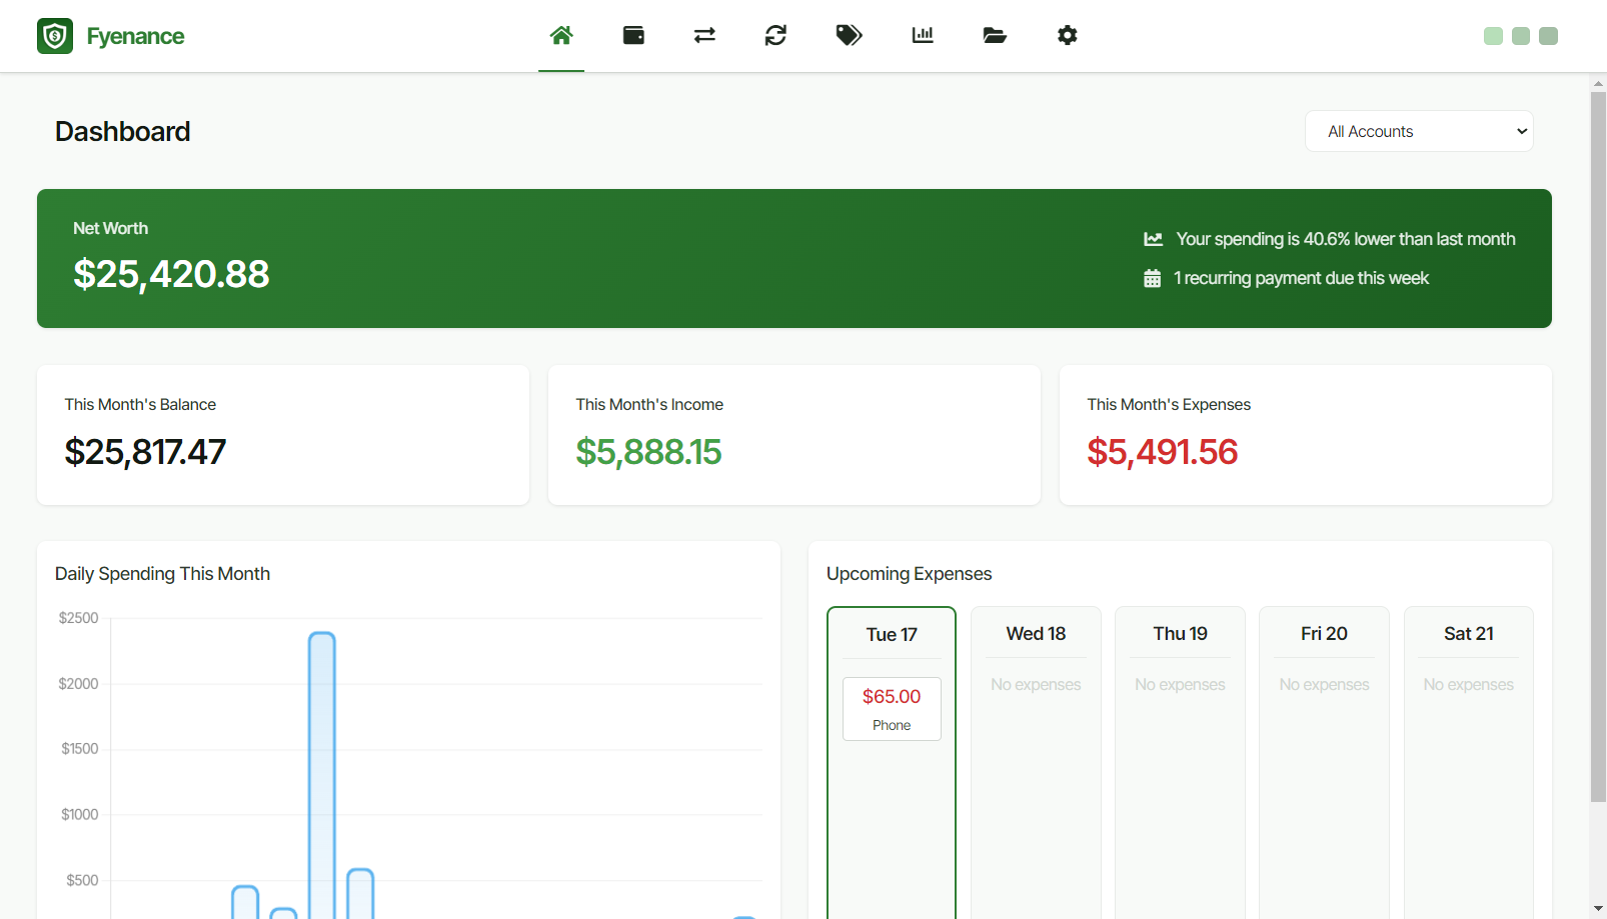 Fyenance
Dashboard
All Accounts
Net Worth
$25,420.88
Your spending is 40.6% lower than last month
1 recurring payment due this week
This Month's Balance
$25,817.47
This Month's Income
$5,888.15
This Month's Expenses
$5,491.56
Daily Spending This Month
$2500
$2000
$1500
$1000
$500
Upcoming Expenses
Tue 17
$65.00
Phone
Wed 18
No expenses
Thu 19
No expenses
Fri 20
No expenses
Sat 21
No expenses